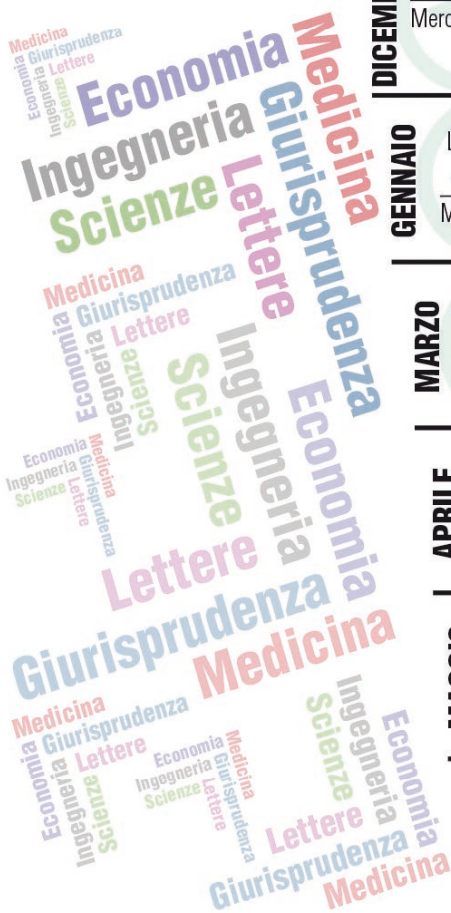 Medicina
Giurisprudenza
Lettere
Economia
Ingegneria
Scienze
Economia
Medicina
Ingegneria
Giurisprudenza
Scienze
Lettere
Medicina
Giurisprudenza
Lettere
Economia
Ingegneria
Scienze
Scienze
Ingegneria
Economia
Economia
Medicina
Ingegneria
Giurisprudenza
Scienze
Lettere
Lettere
Giurisprudenza
Medicina
Medicina
Giurisprudenza
Lettere
Economia
Ingegneria
Scienze
Economia
Medicina
Ingegneria
Giurisprudenza
Scienze
Lettere
Scienze
Ingegneria
Economia
Lettere
Giurisprudenza
Medicina
GENNAIO
MARZO
APRILE